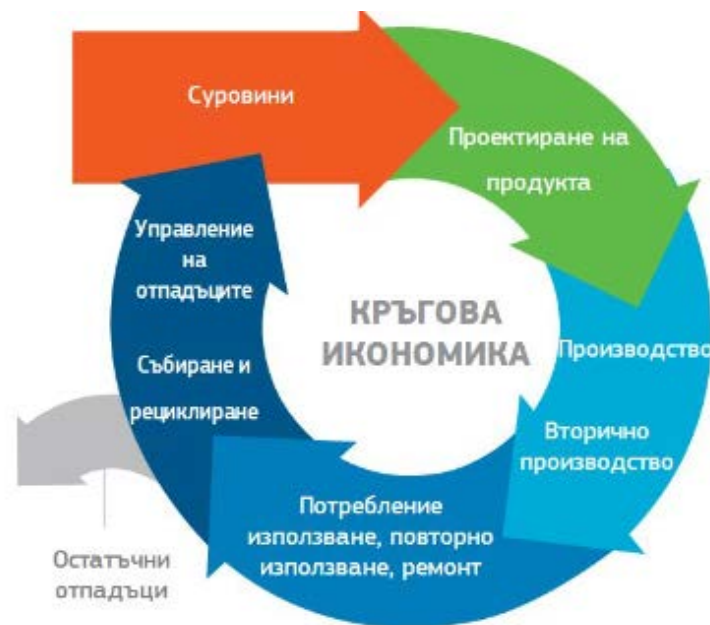 Суровини
Проектиране на
продукта
Управление
на
отпадъците
КРЪГОВА
ИКОНОМИКА
Производство
Събиране и
рециклиране
Вторично
производство
Потребление
използване, повторно
използване, ремонт
Остатъчни
отпадъци